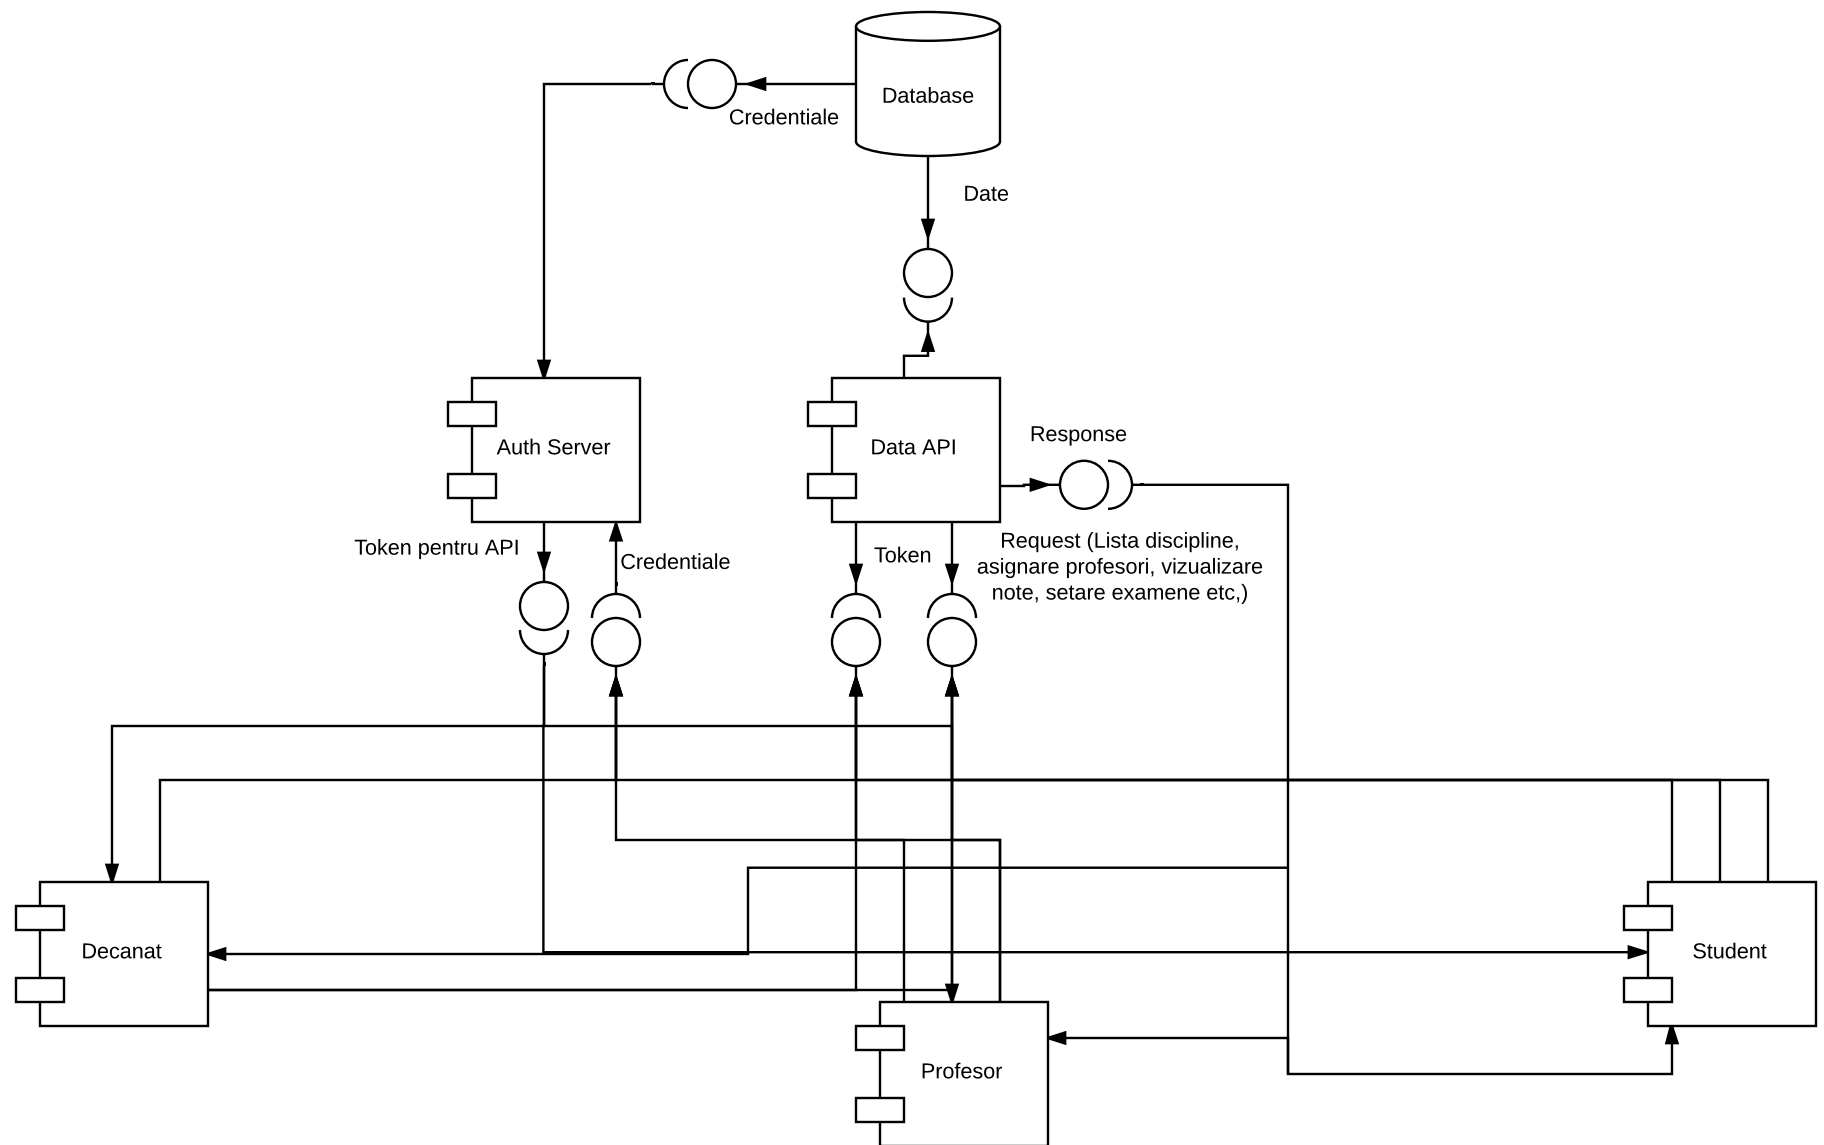 Database
Credentiale
Date
Auth Server
Data API
Response
Token pentru API
Credentiale
Token
Request (Lista discipline,
asignare profesori, vizualizare
note, setare examene etc,)
Decanat
Student
Profesor